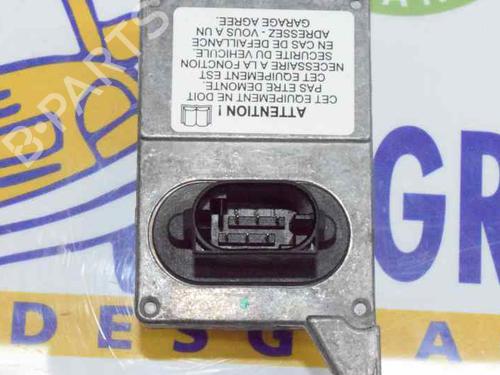 ATTENTION !
CET EQUIPEMENT NE DOIT
PAS ETRE DEMONTE.
CET EQUIPEMENT EST
NECESSAIRE A LA FONCTION
SECURITE DU VEHICULE.
EN CAS DE DEFAILLANCE
ADRESSEZ - VOUS A UN
GARAGE AGREE.
B-PARTS
GR
DESG A